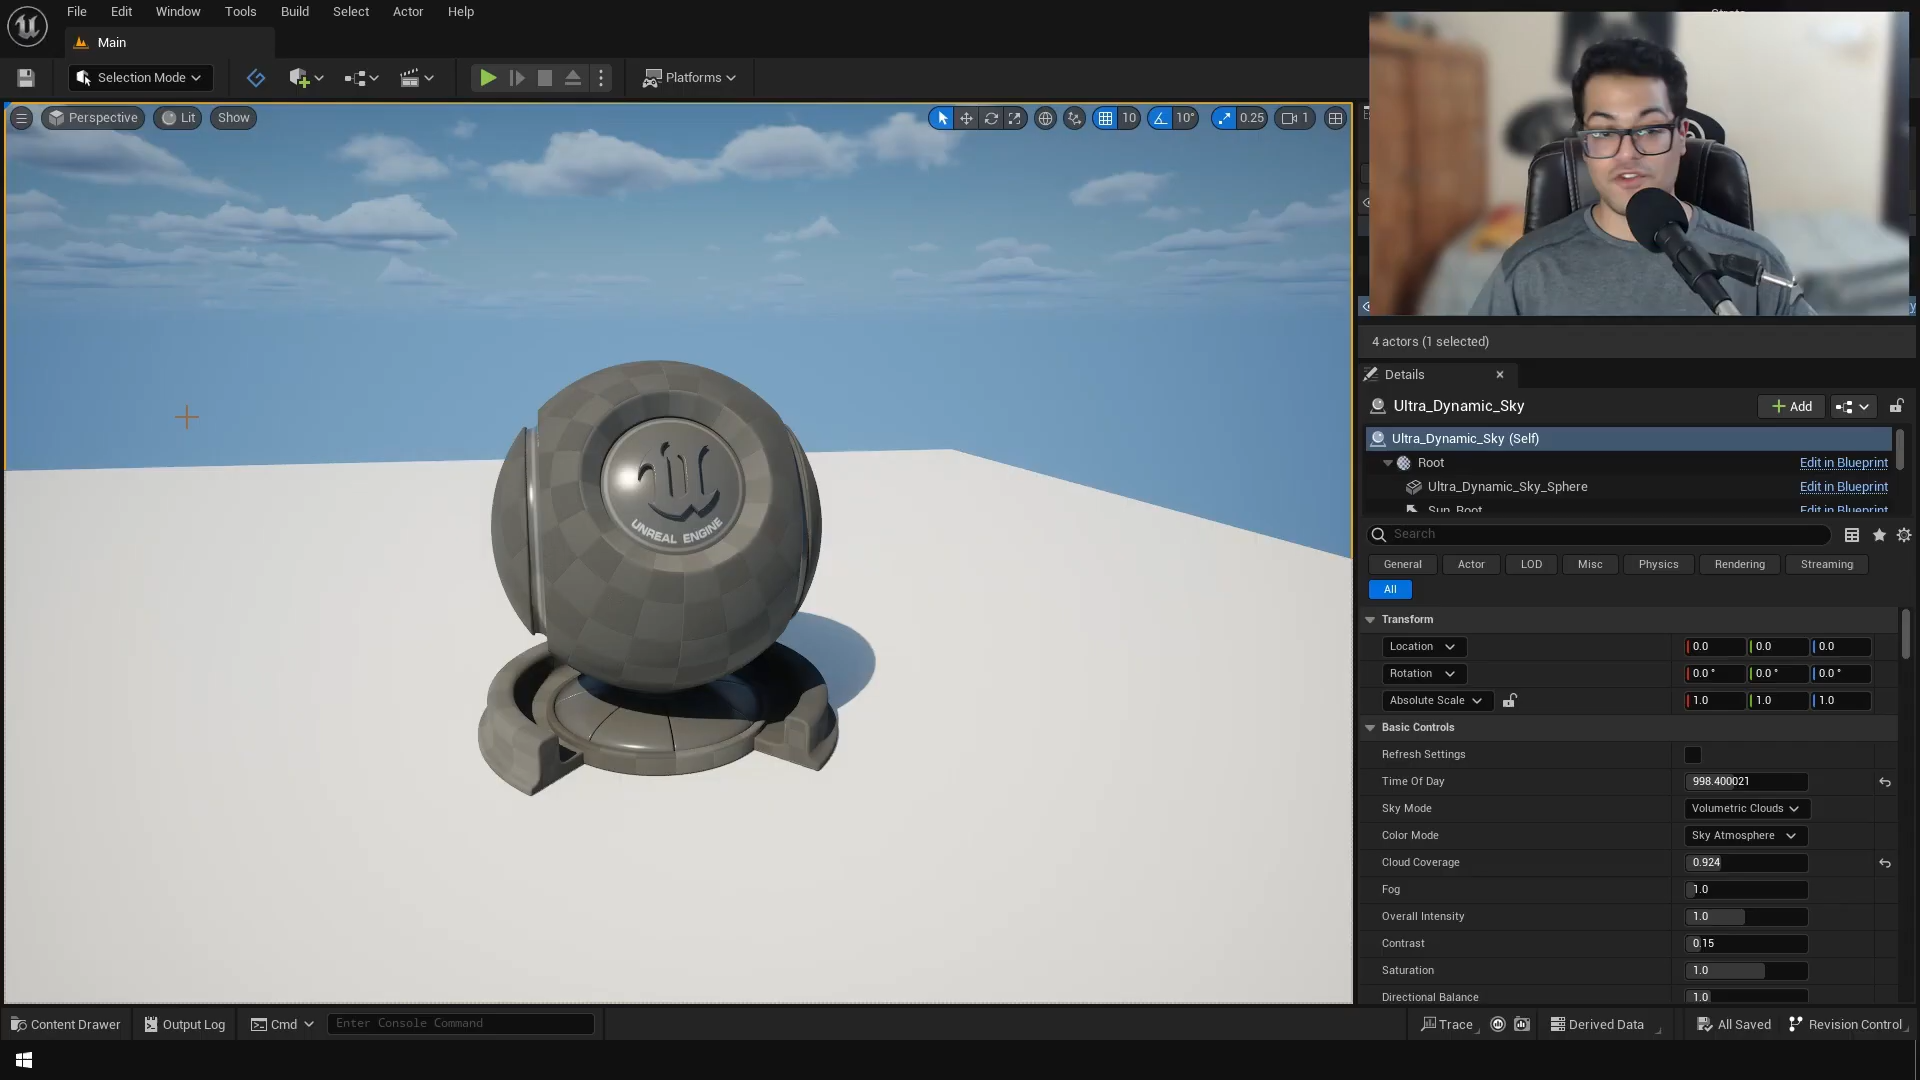 File Edit Window Tools Build Select Actor Help
Main
Selection Mode
Platforms
Perspective Lit Show
10 10° 0.25 1
4 actors (1 selected)
Details
Ultra_Dynamic_Sky
Add
Ultra_Dynamic_Sky (Self)
Root Edit in Blueprint
Ultra_Dynamic_Sky_Sphere Edit in Blueprint
Sun_Root Edit in Blueprint
Search
General Actor LOD Misc Physics Rendering Streaming
All
Transform
Location 0.0 0.0 0.0
Rotation 0.0° 0.0° 0.0°
Absolute Scale 1.0 1.0 1.0
Basic Controls
Refresh Settings
Time Of Day 998.400021
Sky Mode Volumetric Clouds
Color Mode Sky Atmosphere
Cloud Coverage 0.924
Fog 1.0
Overall Intensity 1.0
Contrast 0.15
Saturation 1.0
Directional Balance 1.0
UNREAL ENGINE
Content Drawer Output Log Cmd Enter Console Command Trace Derived Data All Saved Revision Control